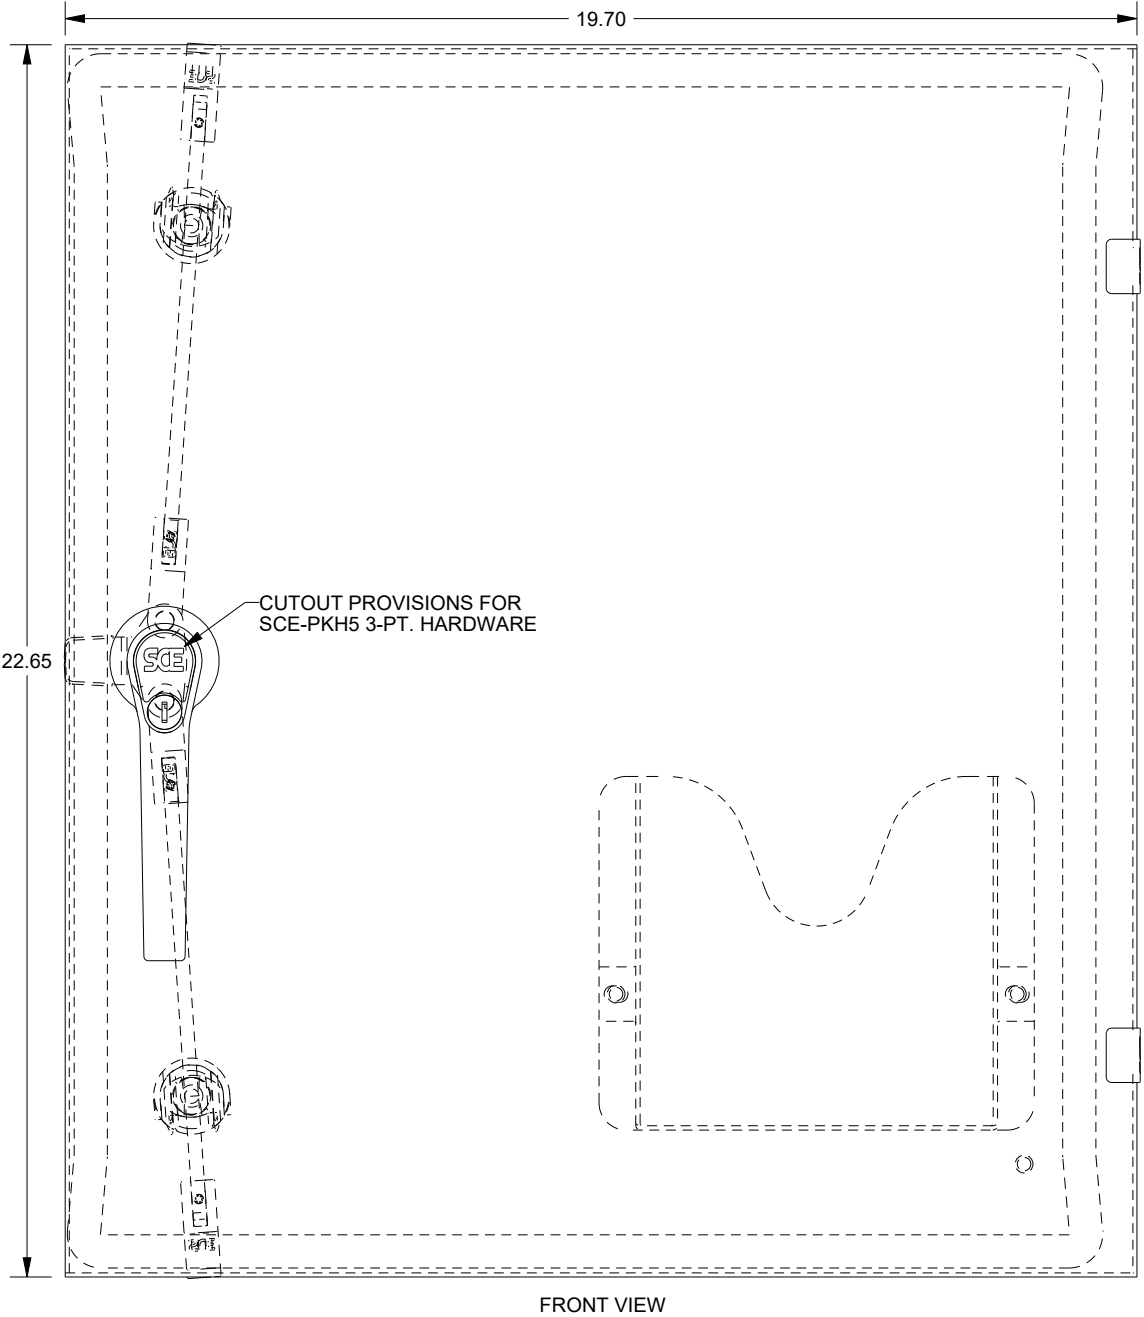 19.70
CUTOUT PROVISIONS FOR
SCE-PKH5 3-PT. HARDWARE
SCE
22.65
FRONT VIEW